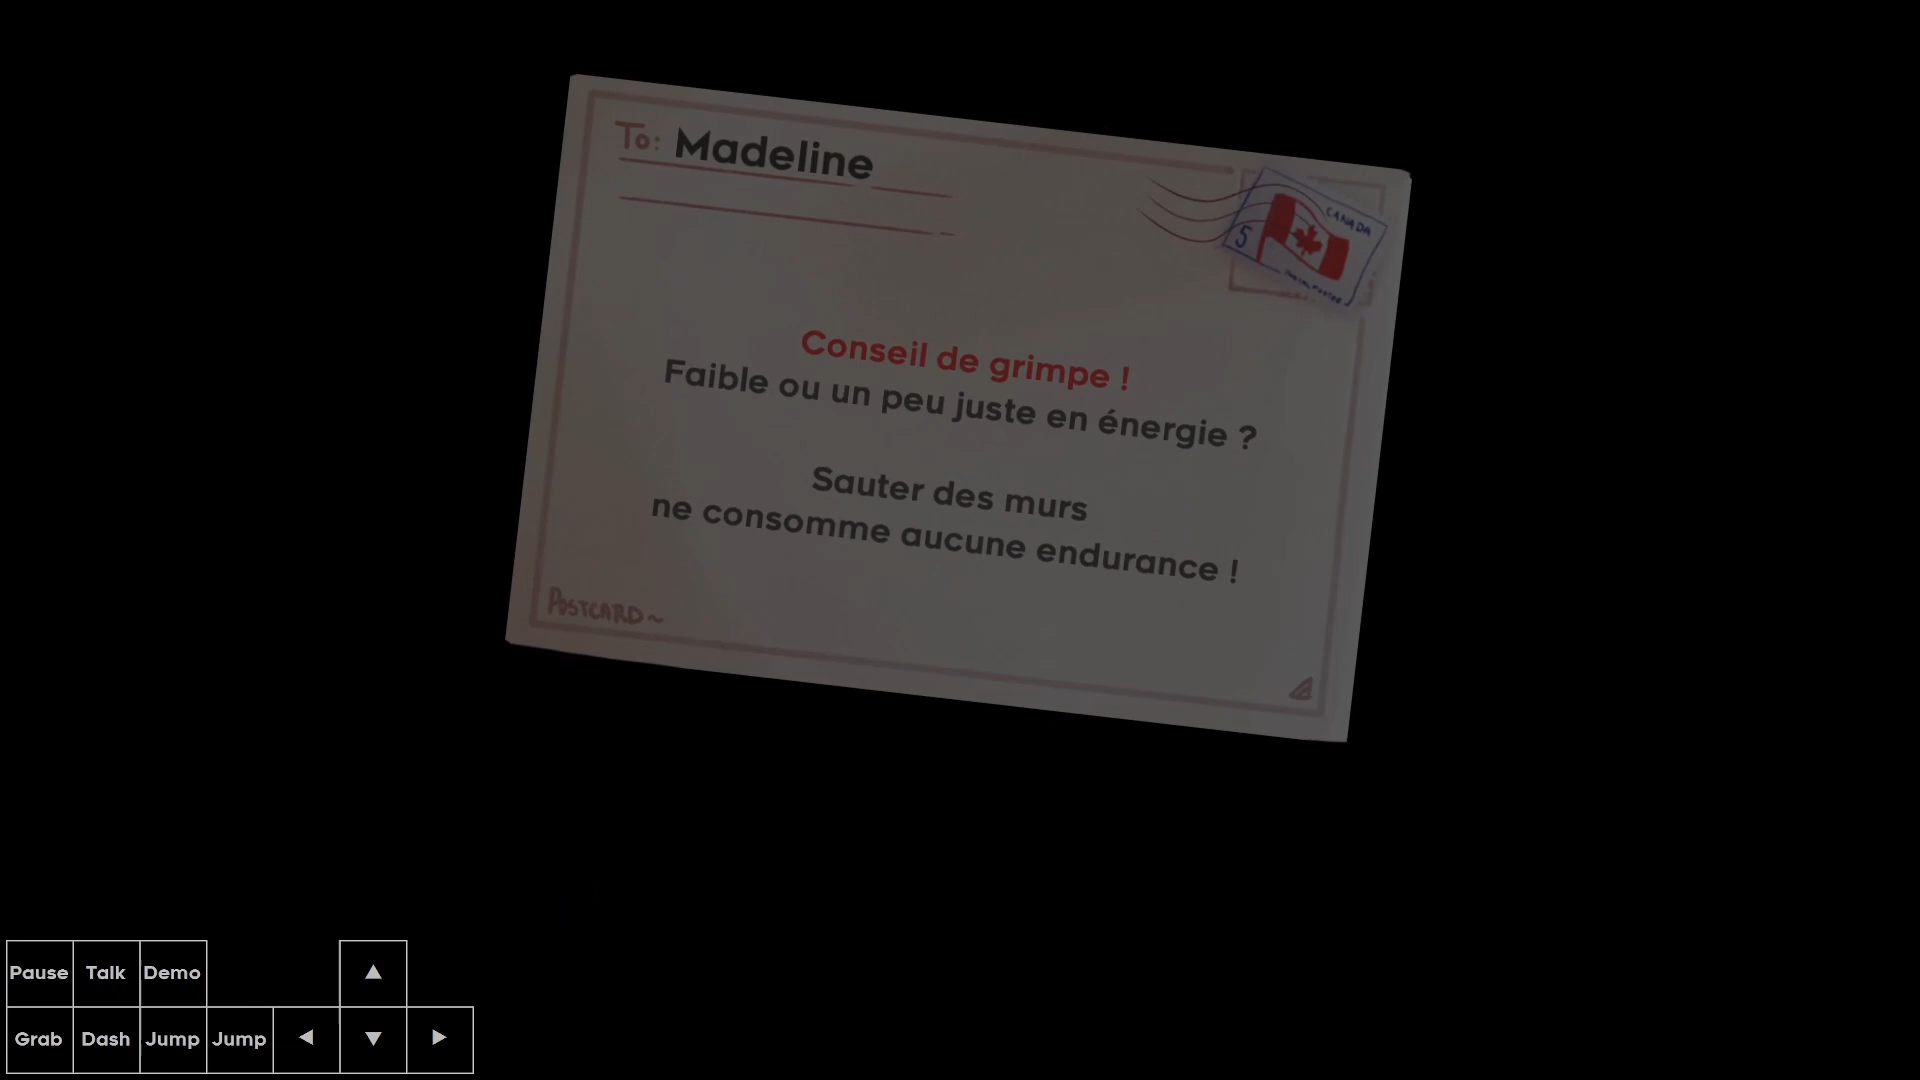 To: Madeline
CANADA
5
Conseil de grimpe !
Faible ou un peu juste en énergie ?
Sauter des murs
ne consomme aucune endurance !
POSTCARD~
Pause Talk Demo ▲
Grab Dash Jump Jump ◀ ▼ ▶